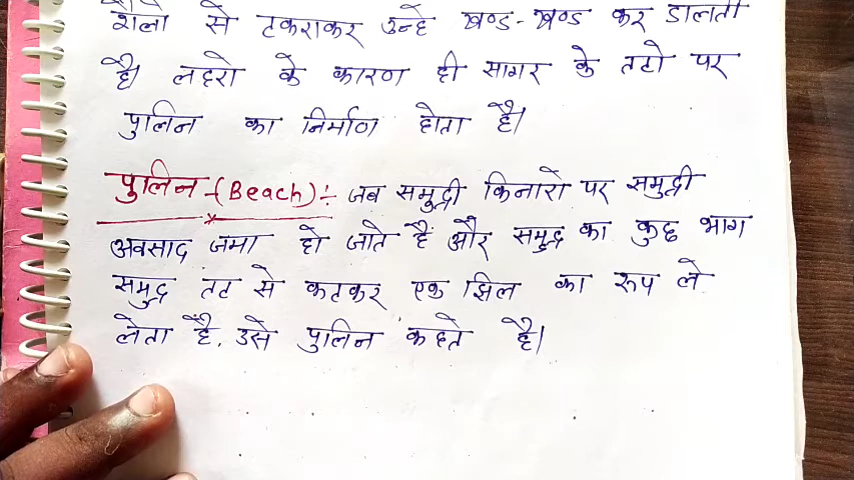 शैलो से टकराकर उन्हे खण्ड-खण्ड कर डालती
है। लहरो के कारण ही सागर के तटो पर
पुलिन का निर्माण होता है।
पुलिन-(Beach):- जब समुद्री किनारो पर समुद्री
अवसाद जमा हो जाते हैं और समुद्र का कुछ भाग
समुद्र तट से कटकर एक झिल का रूप ले
लेता है, उसे पुलिन कहते है।